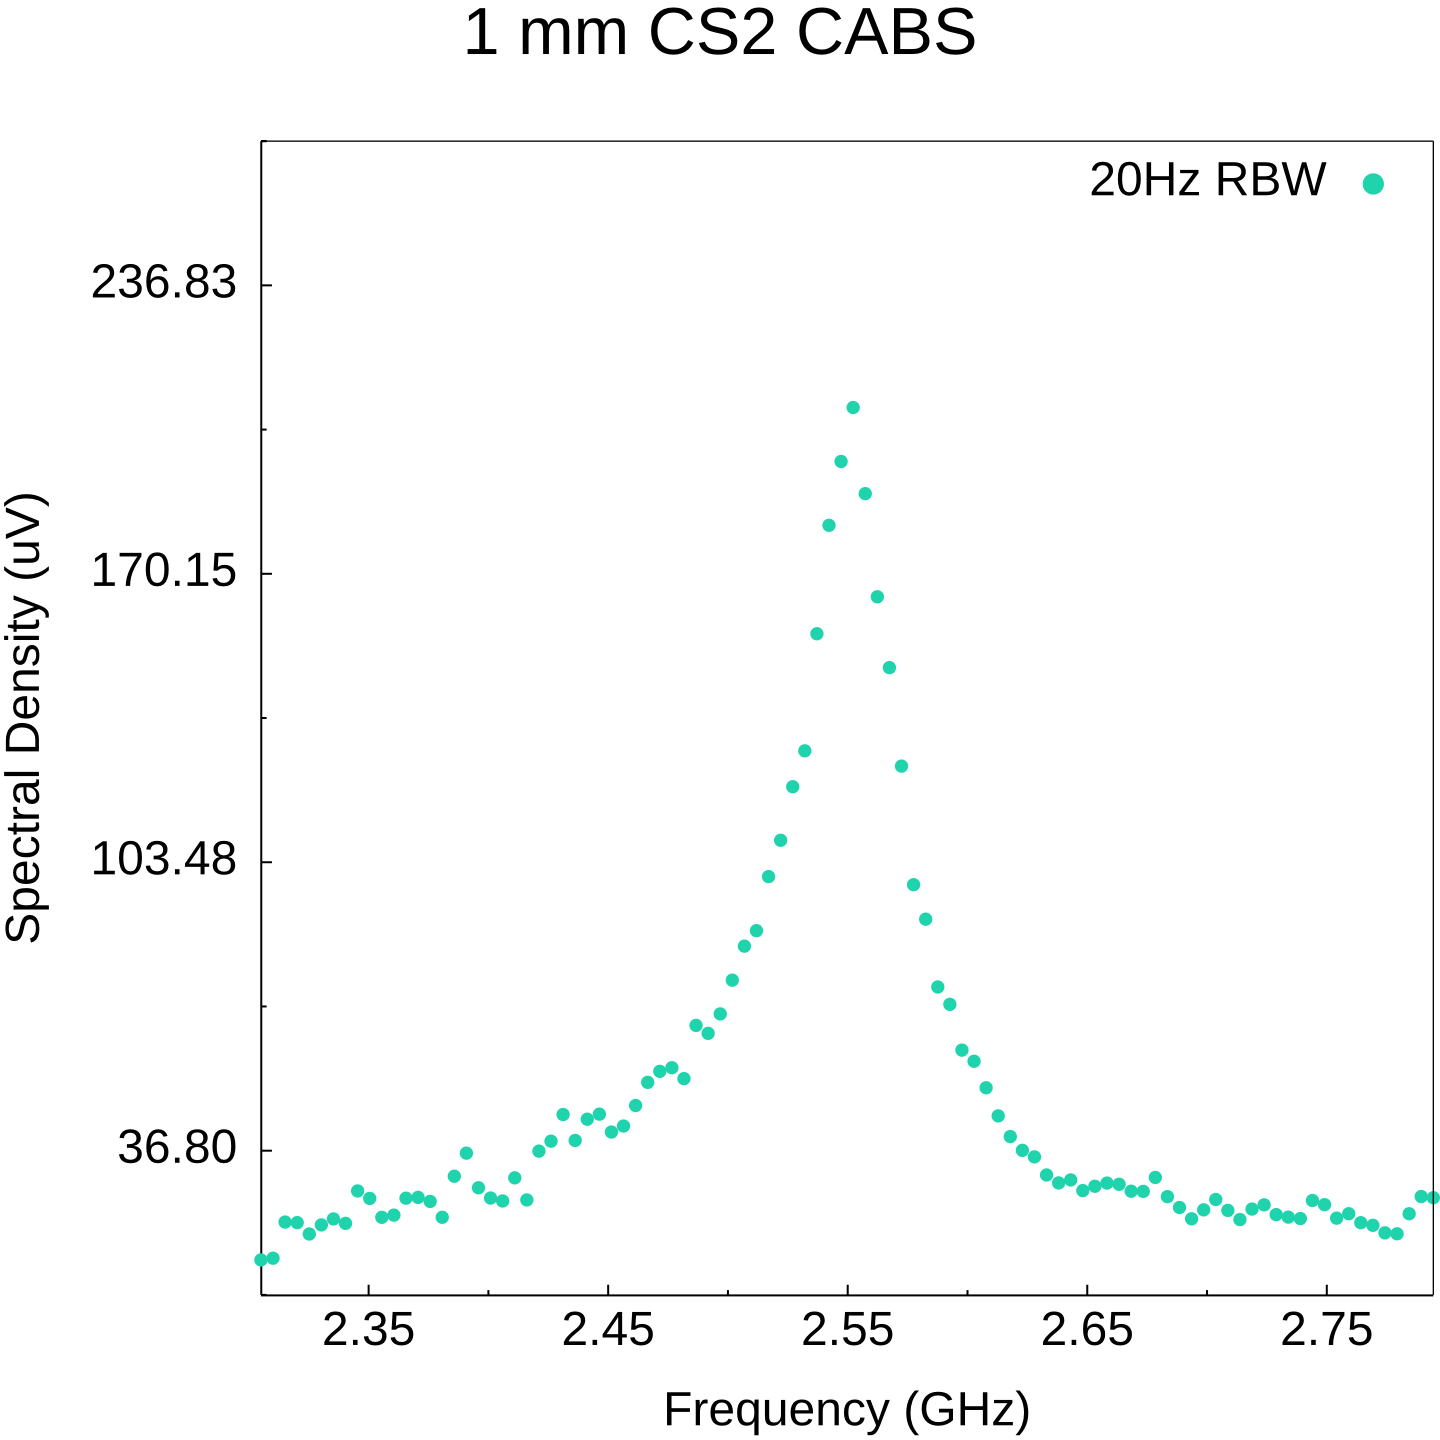 1 mm CS2 CABS
20Hz RBW
236.83
170.15
103.48
36.80
Spectral Density (uV)
2.35 2.45 2.55 2.65 2.75
Frequency (GHz)